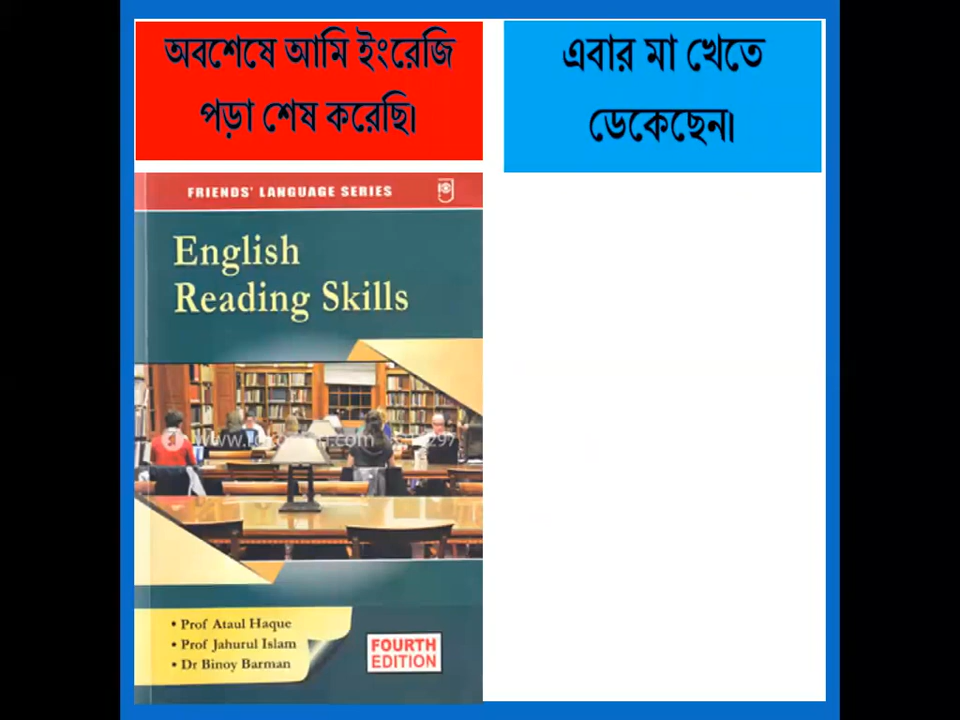 অবশেষে আমি ইংরেজি
পড়া শেষ করেছি।
এবার মা খেতে
ডেকেছেন।
FRIENDS' LANGUAGE SERIES
English
Reading Skills
• Prof Ataul Haque
• Prof Jahurul Islam
• Dr Binoy Barman
FOURTH
EDITION